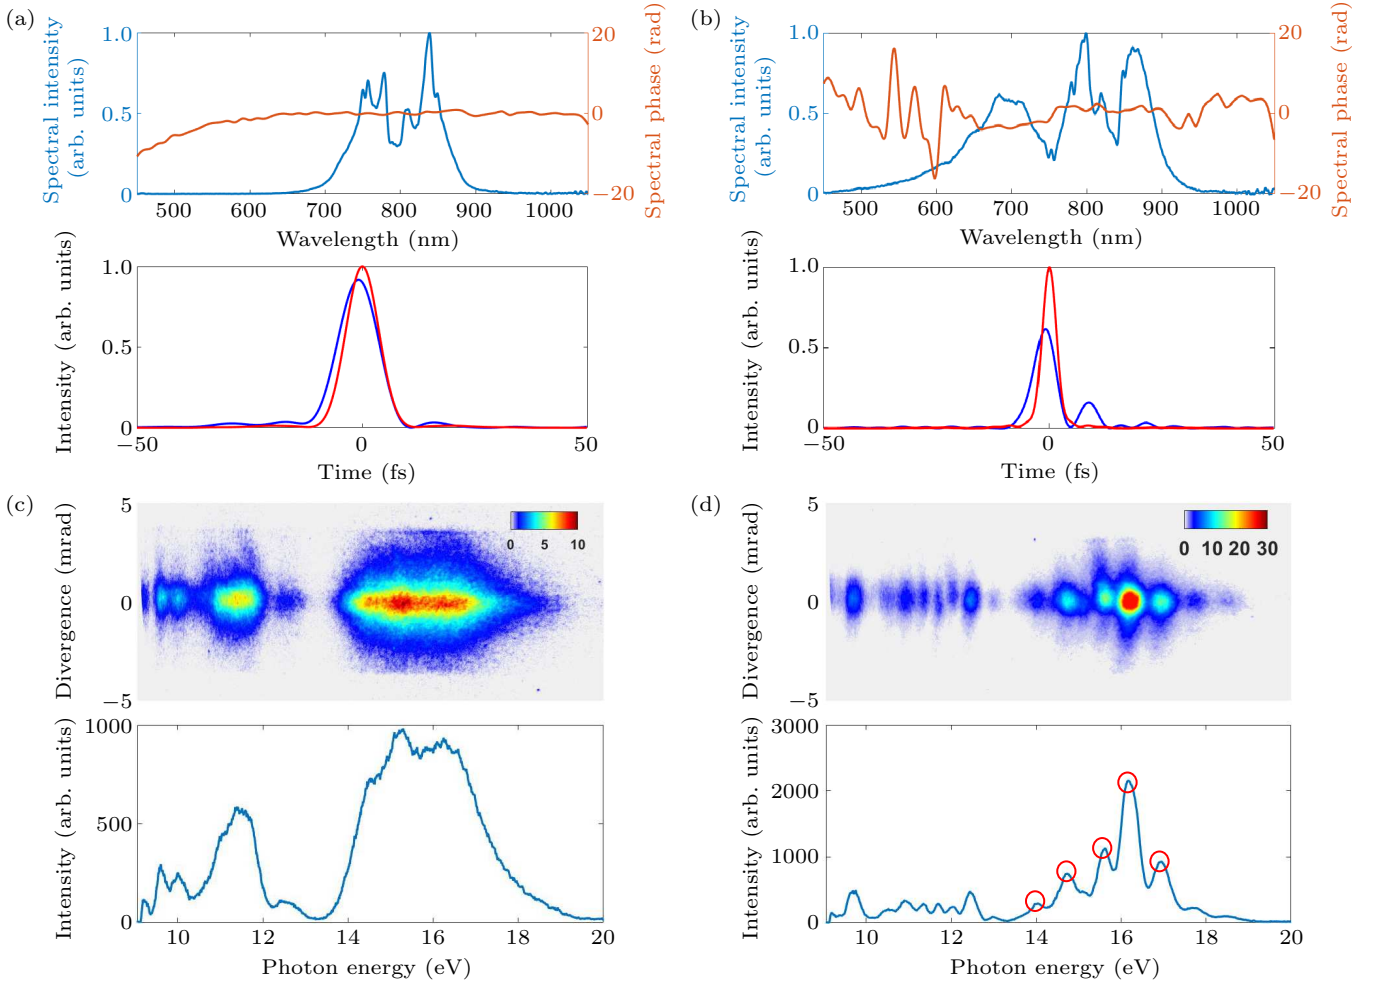 (a)
Spectral intensity
(arb. units)
1.0
0.5
0
20
0
−20
Spectral phase (rad)
500 600 700 800 900 1000
Wavelength (nm)
Intensity (arb. units)
1.0
0.5
0
−50 0 50
Time (fs)
(b)
Spectral intensity
(arb. units)
1.0
0.5
0
20
0
−20
Spectral phase (rad)
500 600 700 800 900 1000
Wavelength (nm)
Intensity (arb. units)
1.0
0.5
0
−50 0 50
Time (fs)
(c)
Divergence (mrad)
5
0
−5
0 5 10
Intensity (arb. units)
1000
500
0
10 12 14 16 18 20
Photon energy (eV)
(d)
Divergence (mrad)
5
0
−5
0 10 20 30
Intensity (arb. units)
3000
2000
1000
0
10 12 14 16 18 20
Photon energy (eV)